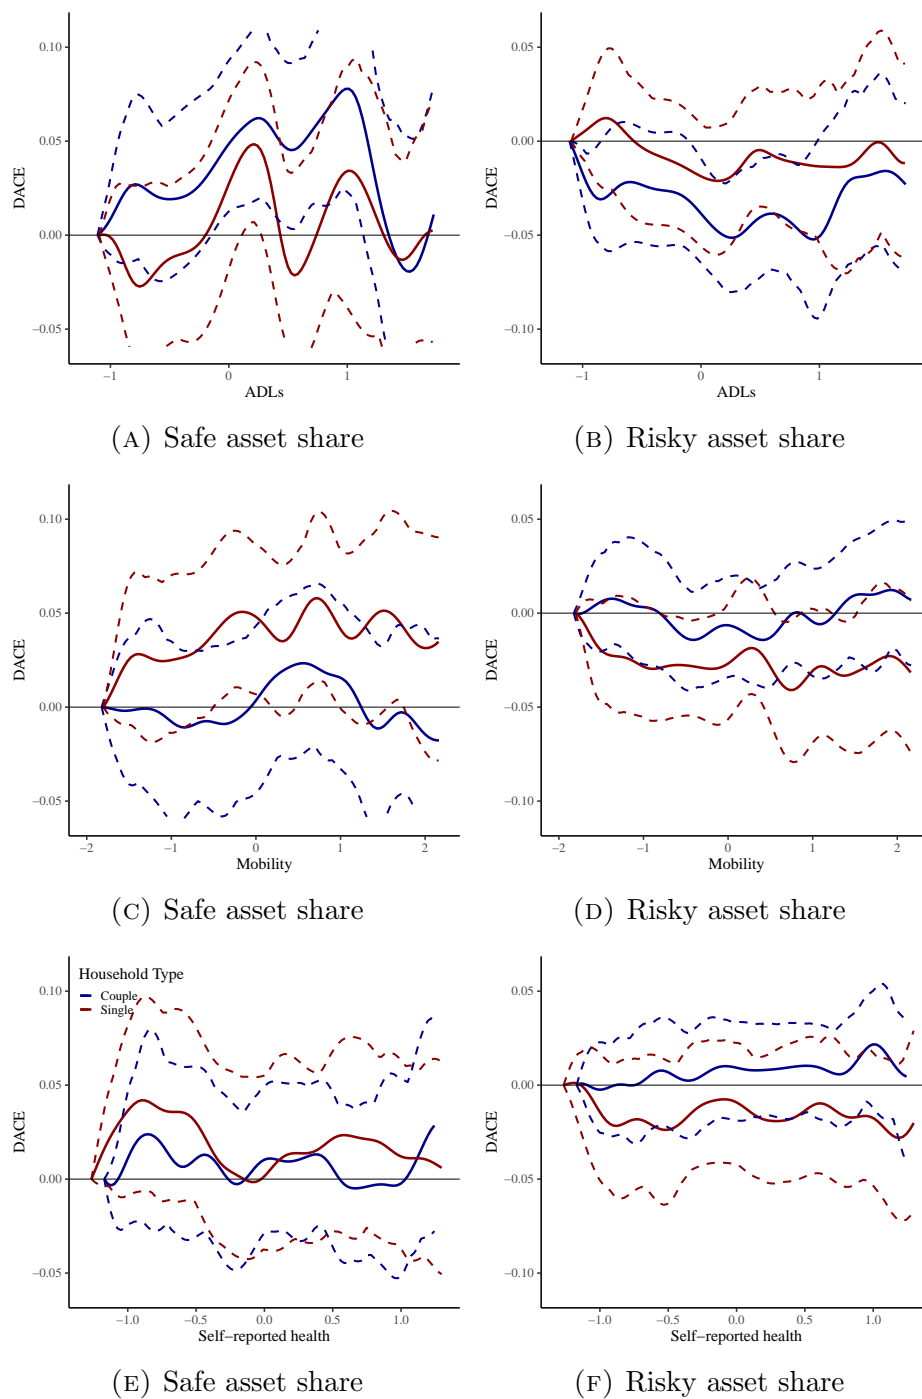 0.10
0.05
0.00
−0.05
DACE
−1
0
1
ADLs
(A) Safe asset share
0.05
0.00
−0.05
−0.10
DACE
−1
0
1
ADLs
(B) Risky asset share
0.10
0.05
0.00
−0.05
DACE
−2
−1
0
1
2
Mobility
(C) Safe asset share
0.05
0.00
−0.05
−0.10
DACE
−2
−1
0
1
2
Mobility
(D) Risky asset share
Household Type
Couple
Single
0.10
0.05
0.00
−0.05
DACE
−1.0
−0.5
0.0
0.5
1.0
Self−reported health
(E) Safe asset share
0.05
0.00
−0.05
−0.10
DACE
−1.0
−0.5
0.0
0.5
1.0
Self−reported health
(F) Risky asset share